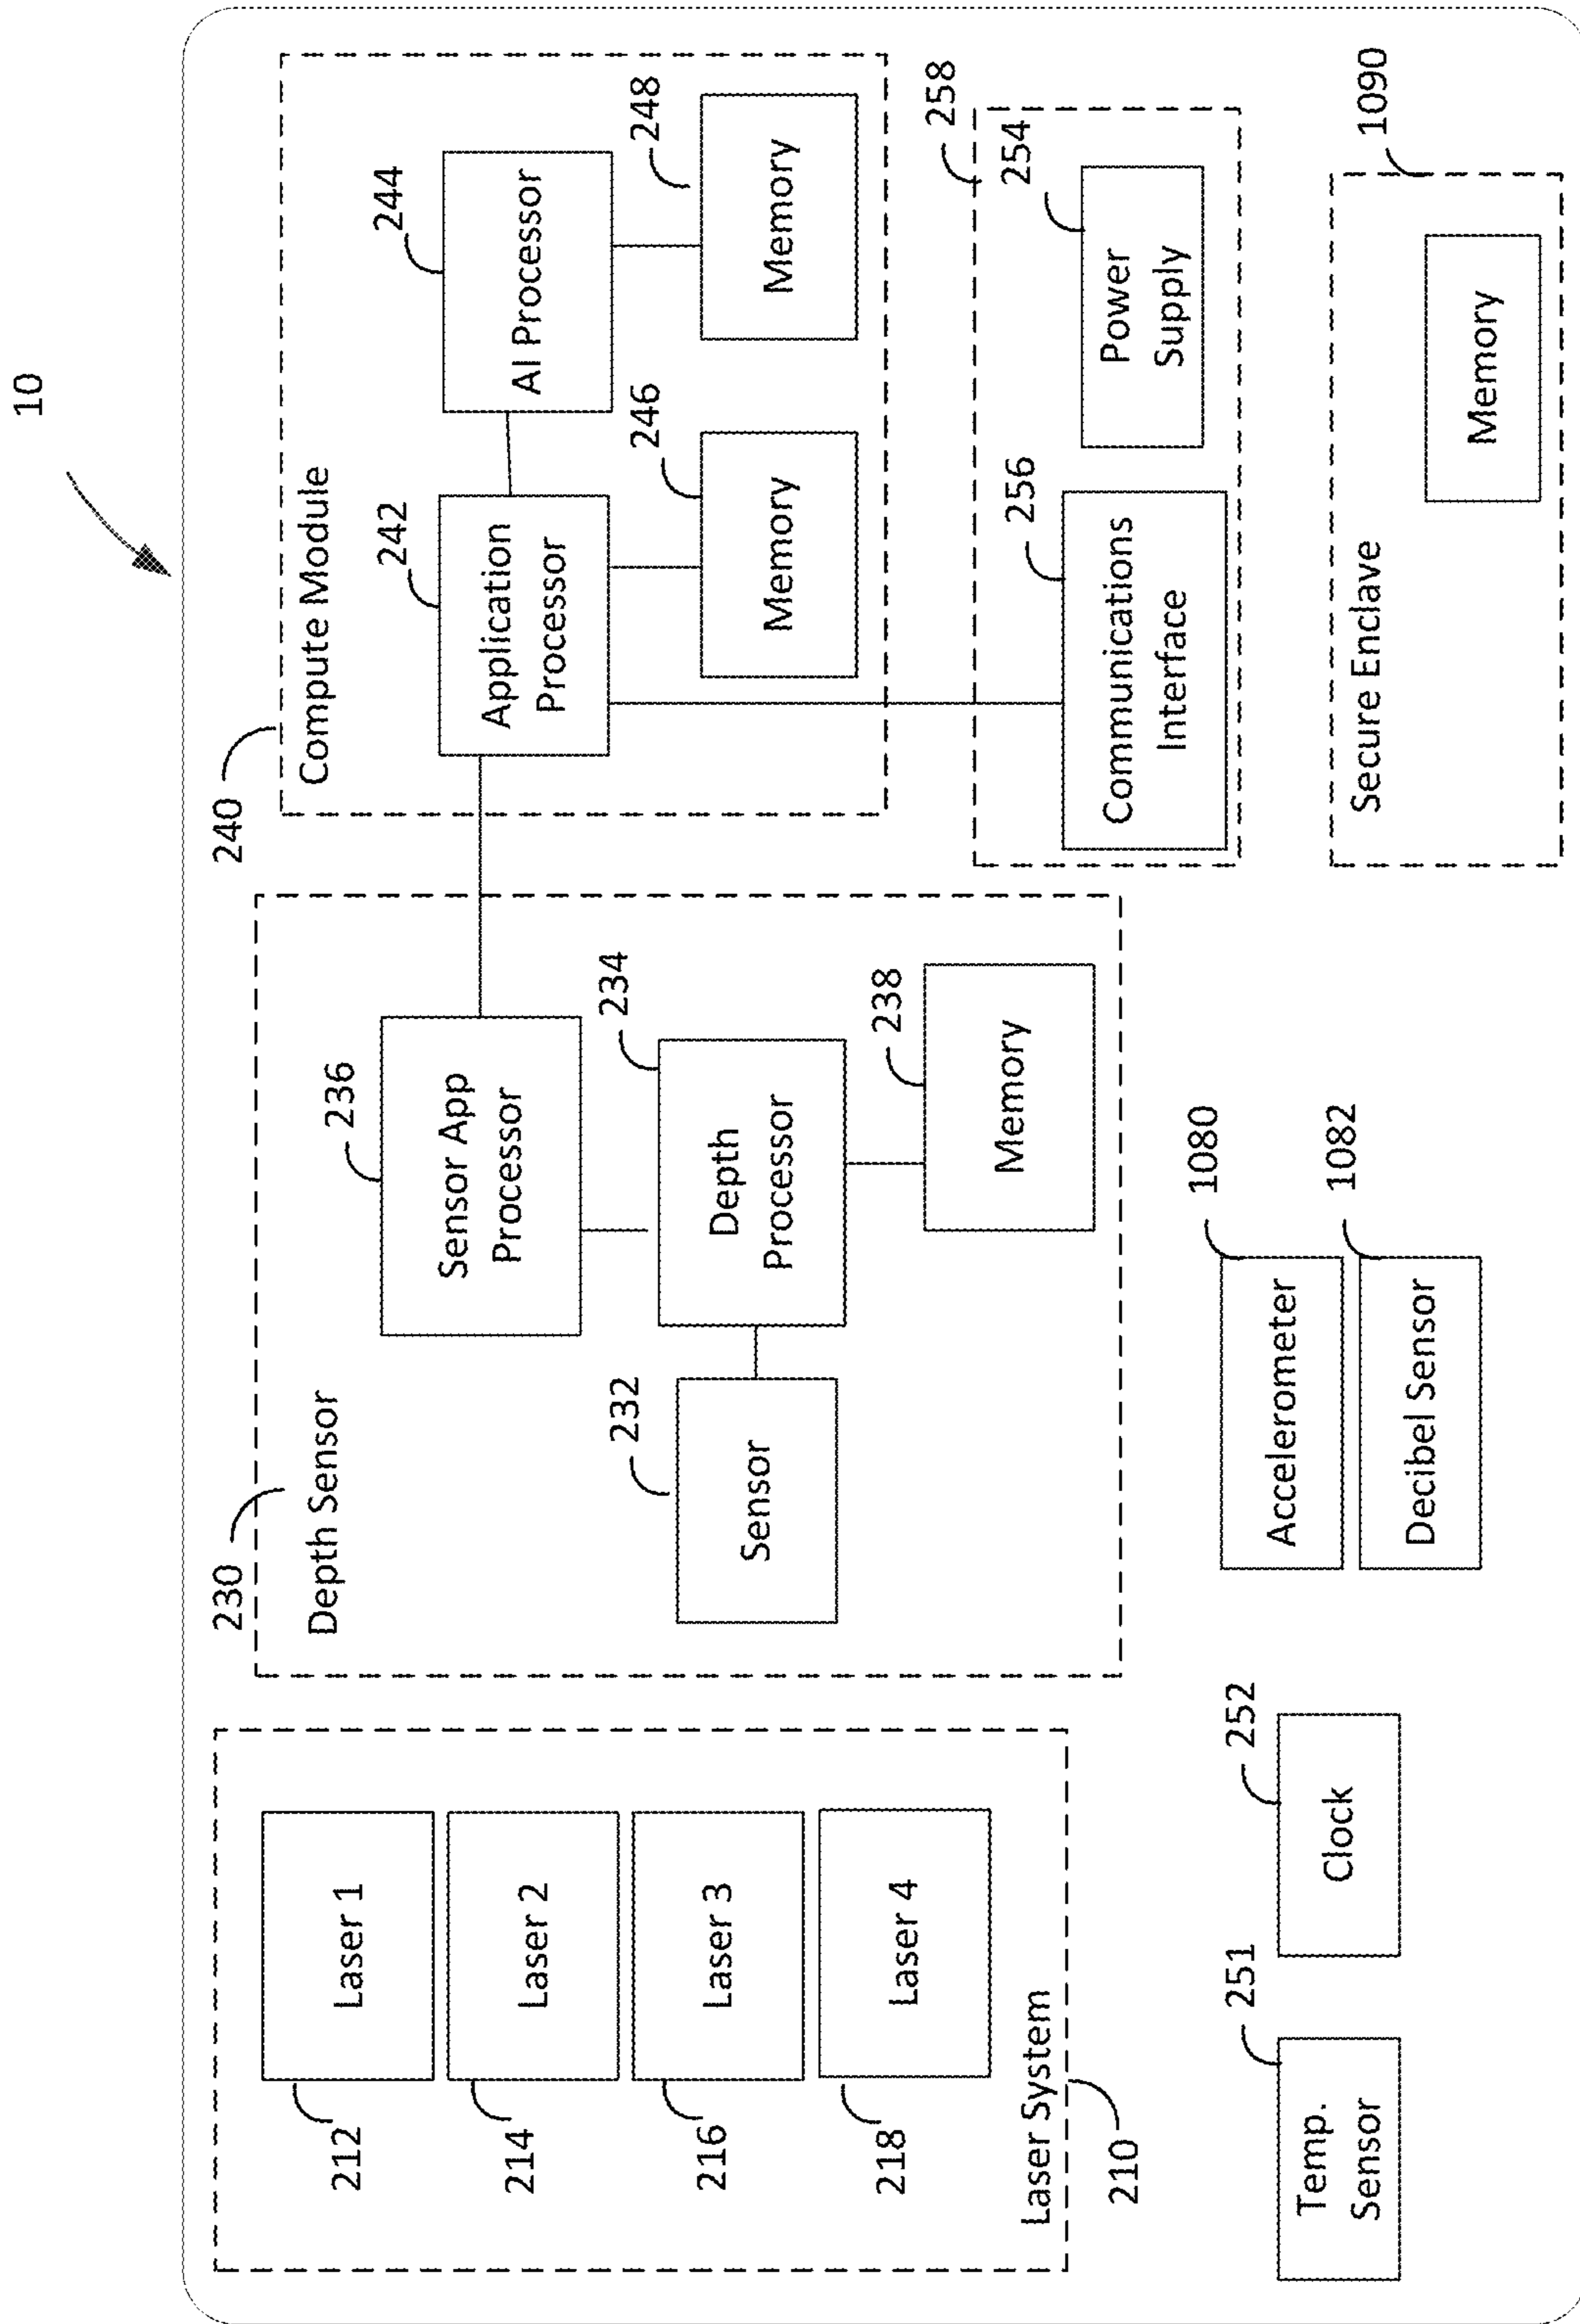 10
210
Laser System
212
Laser 1
214
Laser 2
216
Laser 3
218
Laser 4
230
Depth Sensor
236
Sensor App
Processor
232
Sensor
234
Depth
Processor
238
Memory
240
Compute Module
242
Application
Processor
244
AI Processor
246
Memory
248
Memory
258
256
Communications
Interface
254
Power
Supply
251
Temp.
Sensor
252
Clock
1080
Accelerometer
1082
Decibel Sensor
1090
Secure Enclave
Memory